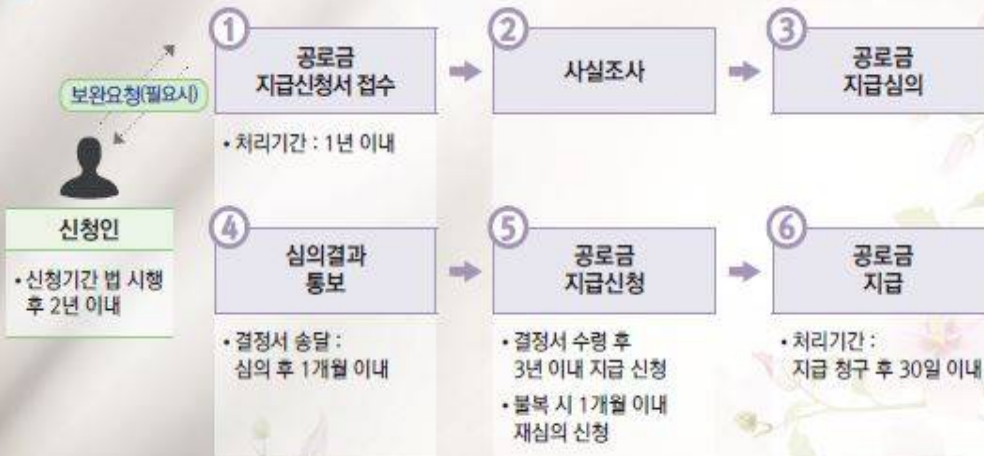 보완요청(필요시)
신청인
• 신청기간 법 시행
후 2년 이내
①
공로금
지급신청서 접수
• 처리기간 : 1년 이내
②
사실조사
③
공로금
지급심의
④
심의결과
통보
• 결정서 송달 :
심의 후 1개월 이내
⑤
공로금
지급신청
• 결정서 수령 후
3년 이내 지급 신청
• 불복 시 1개월 이내
재심의 신청
⑥
공로금
지급
• 처리기간 :
지급 청구 후 30일 이내